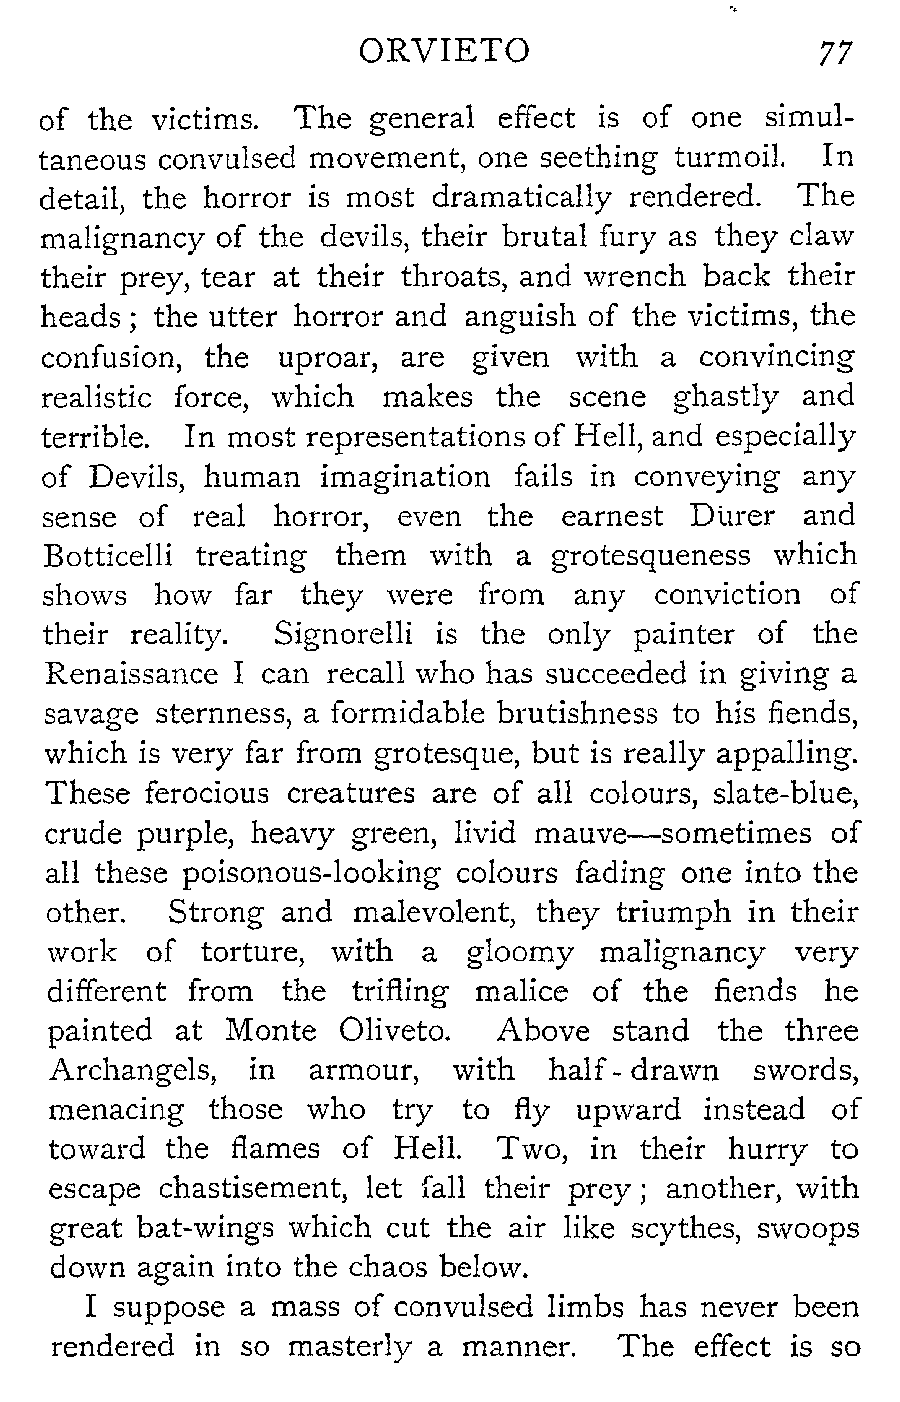 ORVIETO 77
of the victims. The general effect is of one simul-
taneous convulsed movement, one seething turmoil. In
detail, the horror is most dramatically rendered. The
malignancy of the devils, their brutal fury as they claw
their prey, tear at their throats, and wrench back their
heads ; the utter horror and anguish of the victims, the
confusion, the uproar, are given with a convincing
realistic force, which makes the scene ghastly and
terrible. In most representations of Hell, and especially
of Devils, human imagination fails in conveying any
sense of real horror, even the earnest Dürer and
Botticelli treating them with a grotesqueness which
shows how far they were from any conviction of
their reality. Signorelli is the only painter of the
Renaissance I can recall who has succeeded in giving a
savage sternness, a formidable brutishness to his fiends,
which is very far from grotesque, but is really appalling.
These ferocious creatures are of all colours, slate-blue,
crude purple, heavy green, livid mauve—sometimes of
all these poisonous-looking colours fading one into the
other. Strong and malevolent, they triumph in their
work of torture, with a gloomy malignancy very
different from the trifling malice of the fiends he
painted at Monte Oliveto. Above stand the three
Archangels, in armour, with half-drawn swords,
menacing those who try to fly upward instead of
toward the flames of Hell. Two, in their hurry to
escape chastisement, let fall their prey ; another, with
great bat-wings which cut the air like scythes, swoops
down again into the chaos below.
I suppose a mass of convulsed limbs has never been
rendered in so masterly a manner. The effect is so